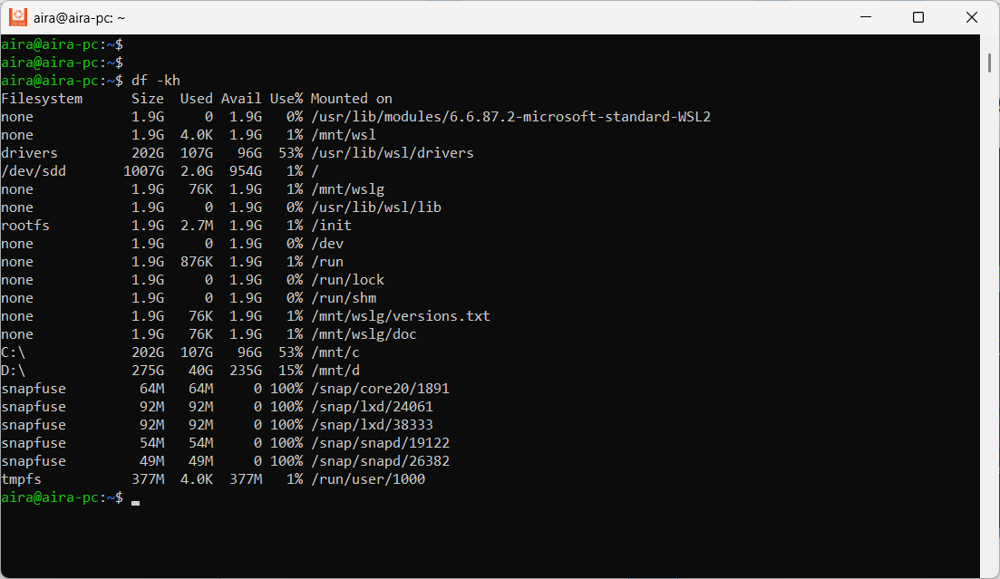 aira@aira-pc: ~
aira@aira-pc:~$
aira@aira-pc:~$
aira@aira-pc:~$ df -kh
Filesystem      Size  Used Avail Use% Mounted on
none            1.9G     0  1.9G   0% /usr/lib/modules/6.6.87.2-microsoft-standard-WSL2
none            1.9G  4.0K  1.9G   1% /mnt/wsl
drivers         202G  107G   96G  53% /usr/lib/wsl/drivers
/dev/sdd       1007G  2.0G  954G   1% /
none            1.9G   76K  1.9G   1% /mnt/wslg
none            1.9G     0  1.9G   0% /usr/lib/wsl/lib
rootfs          1.9G  2.7M  1.9G   1% /init
none            1.9G     0  1.9G   0% /dev
none            1.9G  876K  1.9G   1% /run
none            1.9G     0  1.9G   0% /run/lock
none            1.9G     0  1.9G   0% /run/shm
none            1.9G   76K  1.9G   1% /mnt/wslg/versions.txt
none            1.9G   76K  1.9G   1% /mnt/wslg/doc
C:\             202G  107G   96G  53% /mnt/c
D:\             275G   40G  235G  15% /mnt/d
snapfuse         64M   64M     0 100% /snap/core20/1891
snapfuse         92M   92M     0 100% /snap/lxd/24061
snapfuse         92M   92M     0 100% /snap/lxd/38333
snapfuse         54M   54M     0 100% /snap/snapd/19122
snapfuse         49M   49M     0 100% /snap/snapd/26382
tmpfs           377M  4.0K  377M   1% /run/user/1000
aira@aira-pc:~$